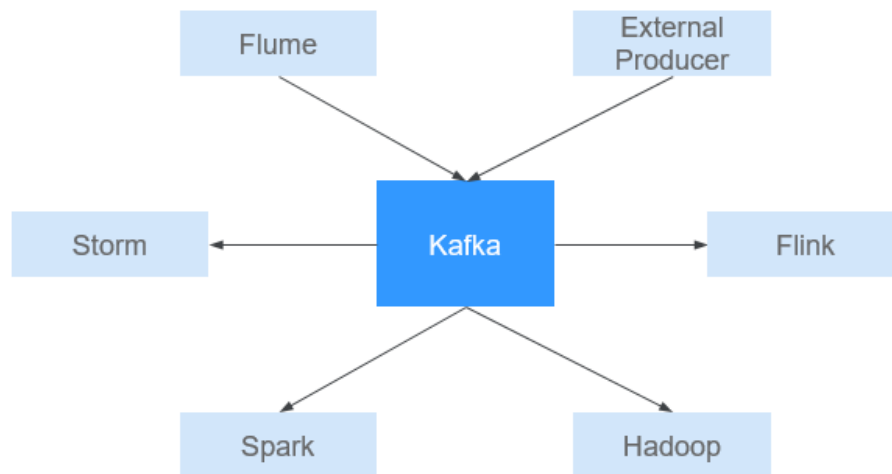 Flume
External
Producer
Storm
Kafka
Flink
Spark
Hadoop